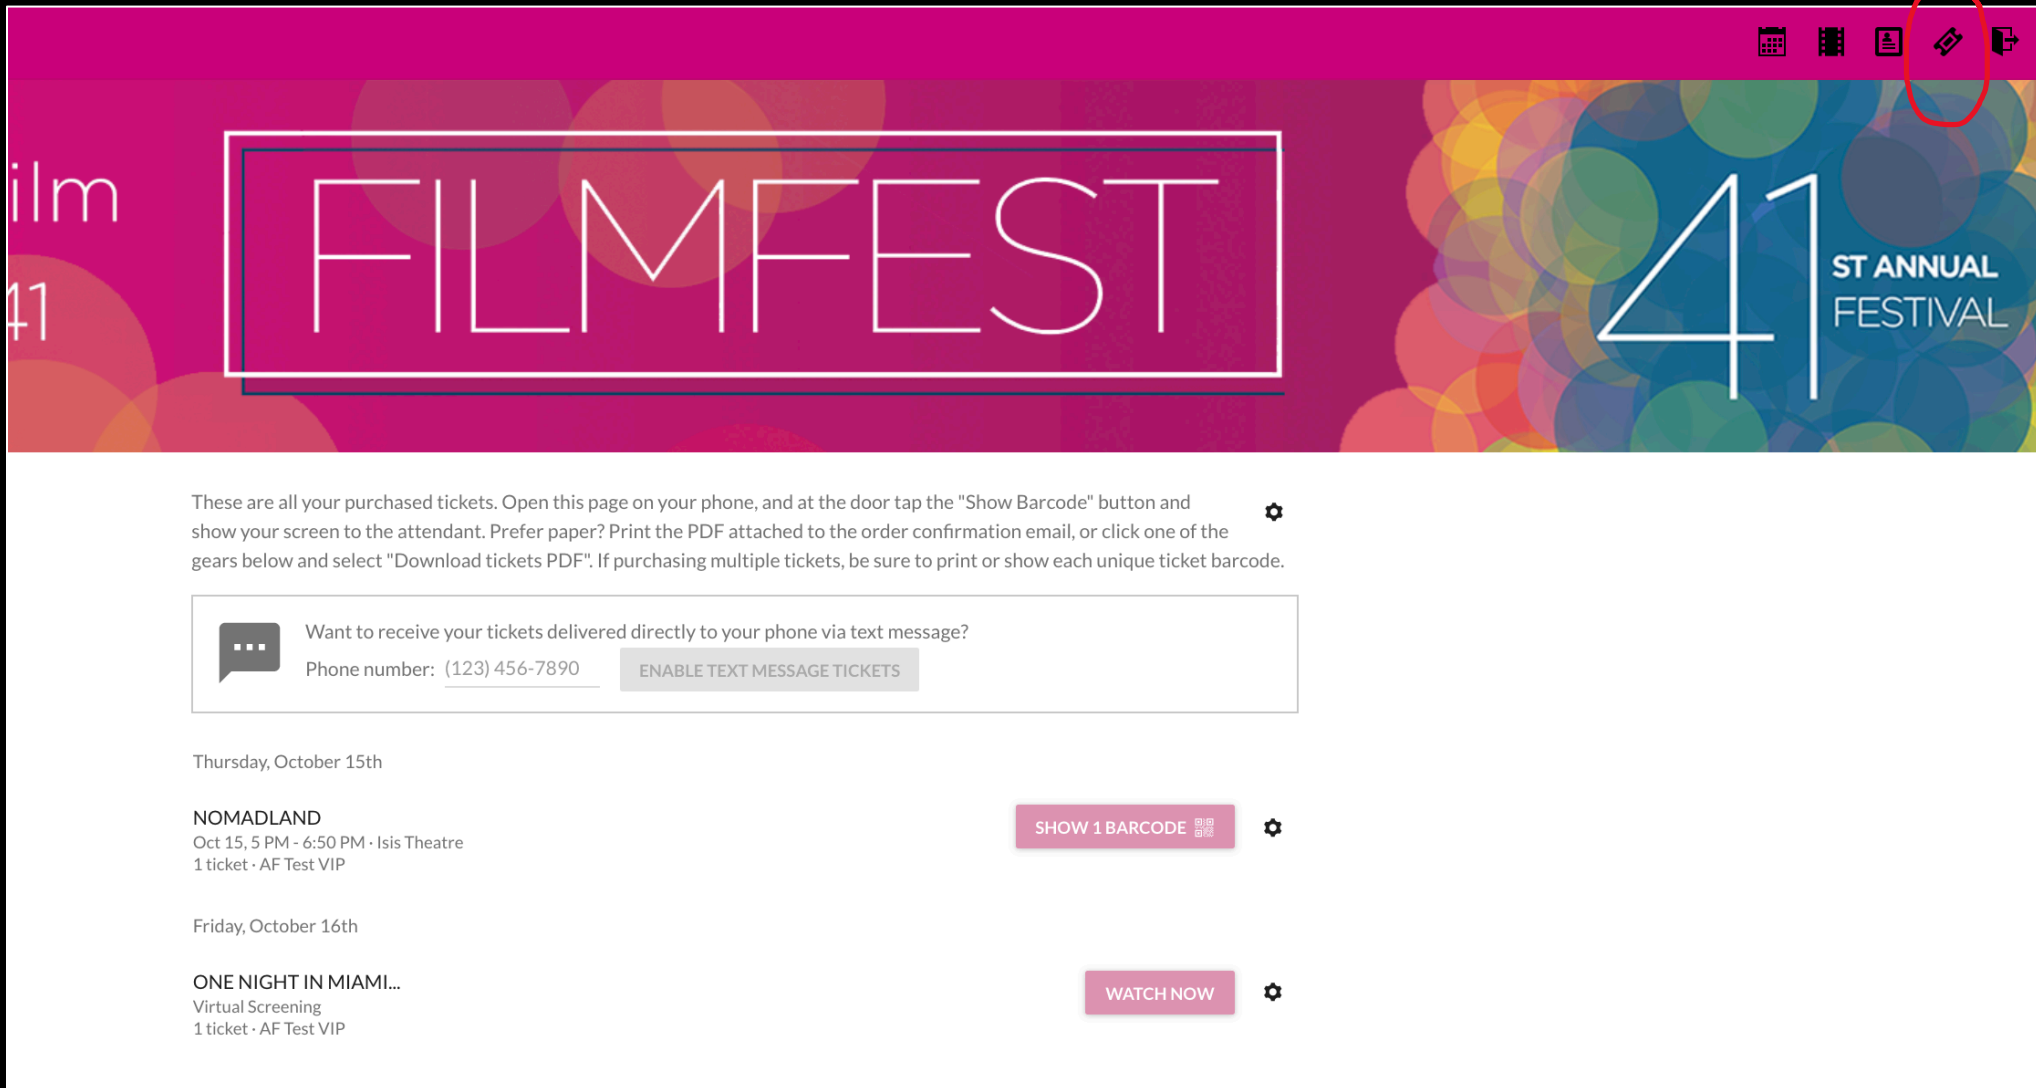 ilm
41
FILMFEST
41
ST ANNUAL
FESTIVAL
These are all your purchased tickets. Open this page on your phone, and at the door tap the "Show Barcode" button and
show your screen to the attendant. Prefer paper? Print the PDF attached to the order confirmation email, or click one of the
gears below and select "Download tickets PDF". If purchasing multiple tickets, be sure to print or show each unique ticket barcode.
Want to receive your tickets delivered directly to your phone via text message?
Phone number: (123) 456-7890 ENABLE TEXT MESSAGE TICKETS
Thursday, October 15th
NOMADLAND
SHOW 1 BARCODE
Oct 15, 5 PM - 6:50 PM · Isis Theatre
1 ticket · AF Test VIP
Friday, October 16th
ONE NIGHT IN MIAMI...
WATCH NOW
Virtual Screening
1 ticket · AF Test VIP